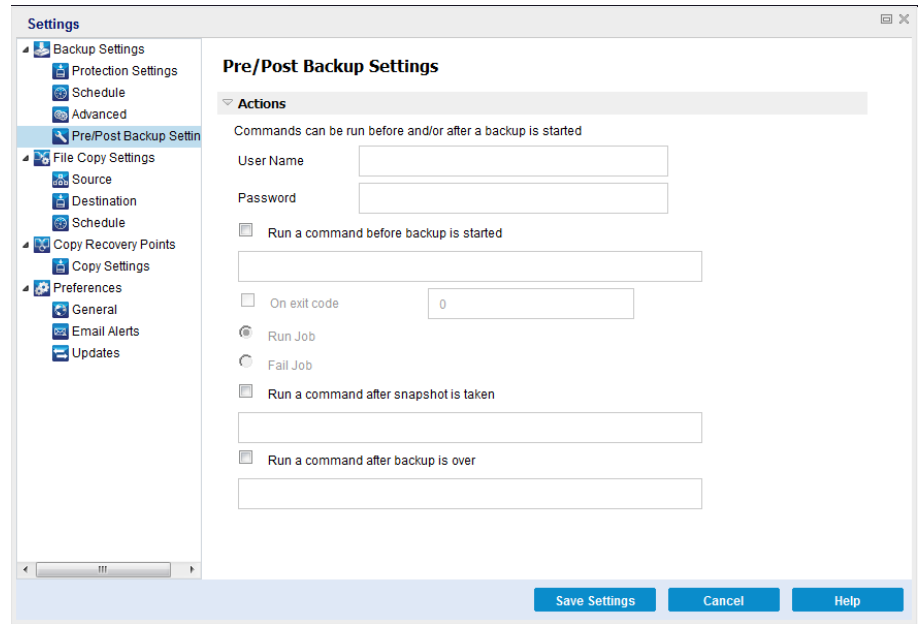 Settings
Backup Settings
Protection Settings
Schedule
Advanced
Pre/Post Backup Settin
File Copy Settings
Source
Destination
Schedule
Copy Recovery Points
Copy Settings
Preferences
General
Email Alerts
Updates
Pre/Post Backup Settings
Actions
Commands can be run before and/or after a backup is started
User Name
Password
Run a command before backup is started
On exit code
0
Run Job
Fail Job
Run a command after snapshot is taken
Run a command after backup is over
Save Settings
Cancel
Help